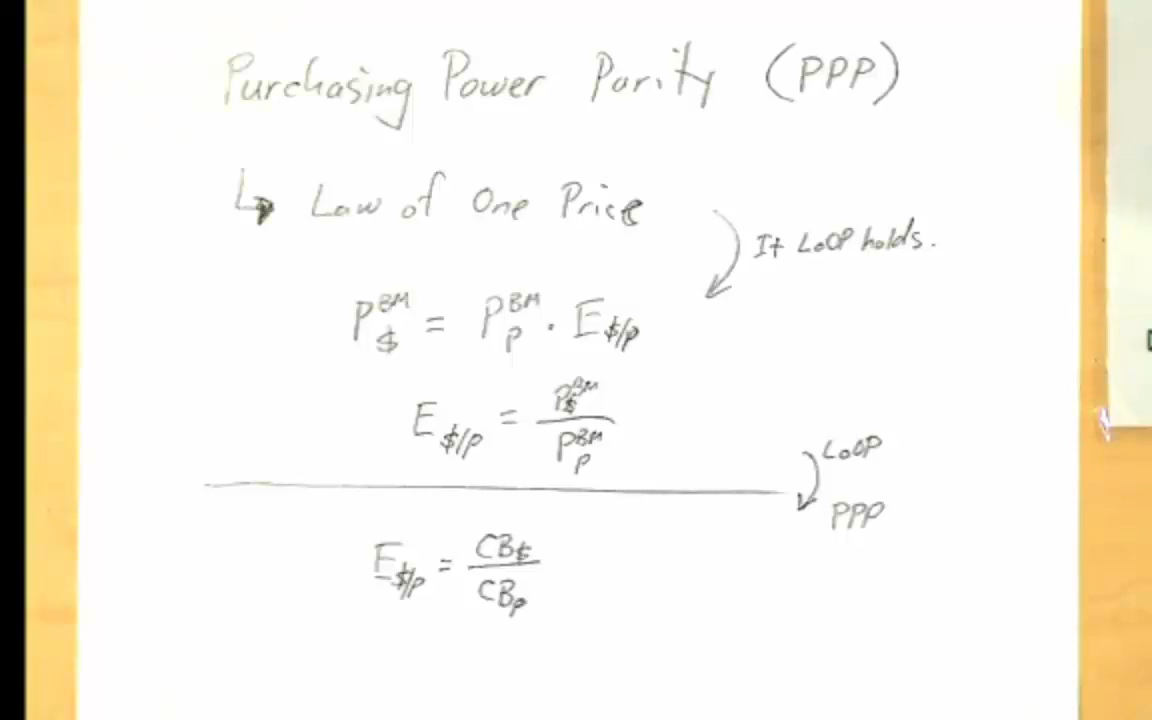 Purchasing Power Parity (PPP)
↳ Law of One Price
If LOOP holds.
P$^BM = Pp^BM · E$/p
E$/p = P$^BM / Pp^BM
LOOP
PPP
E$/p = CB$ / CBp